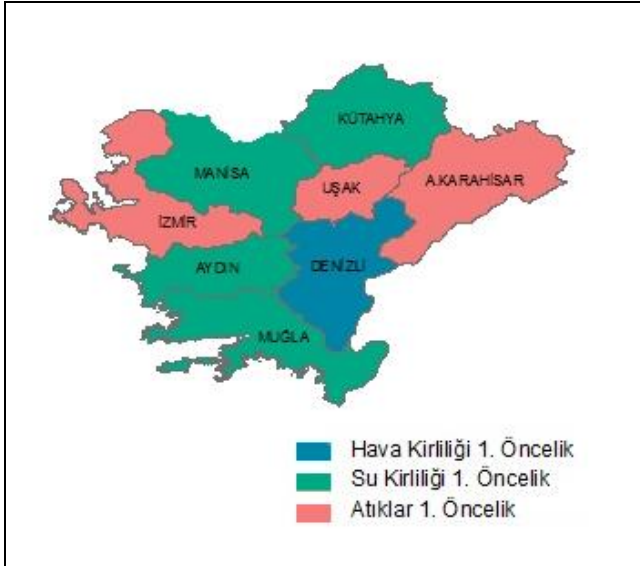 KÜTAHYA
MANİSA
UŞAK
A.KARAHİSAR
İZMİR
AYDIN
DENİZLİ
MUĞLA
Hava Kirliliği 1. Öncelik
Su Kirliliği 1. Öncelik
Atıklar 1. Öncelik